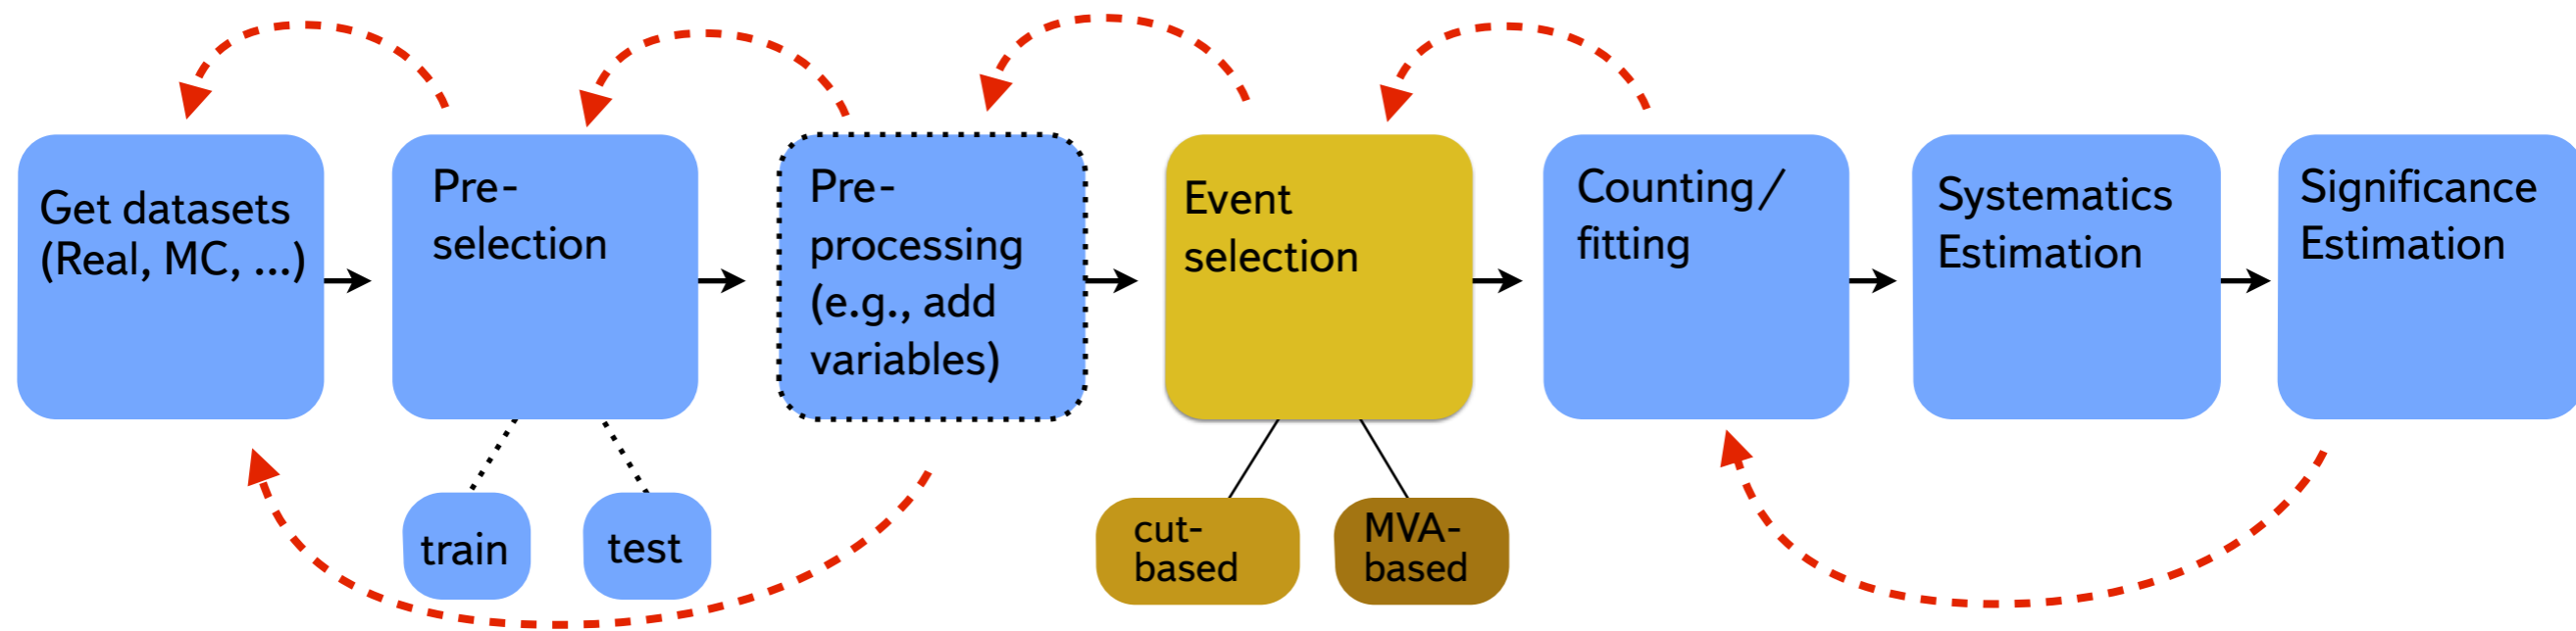 Get datasets
(Real, MC, ...)
Pre-
selection
Pre-
processing
(e.g., add
variables)
Event
selection
Counting/
fitting
Systematics
Estimation
Significance
Estimation
train
test
cut-
based
MVA-
based